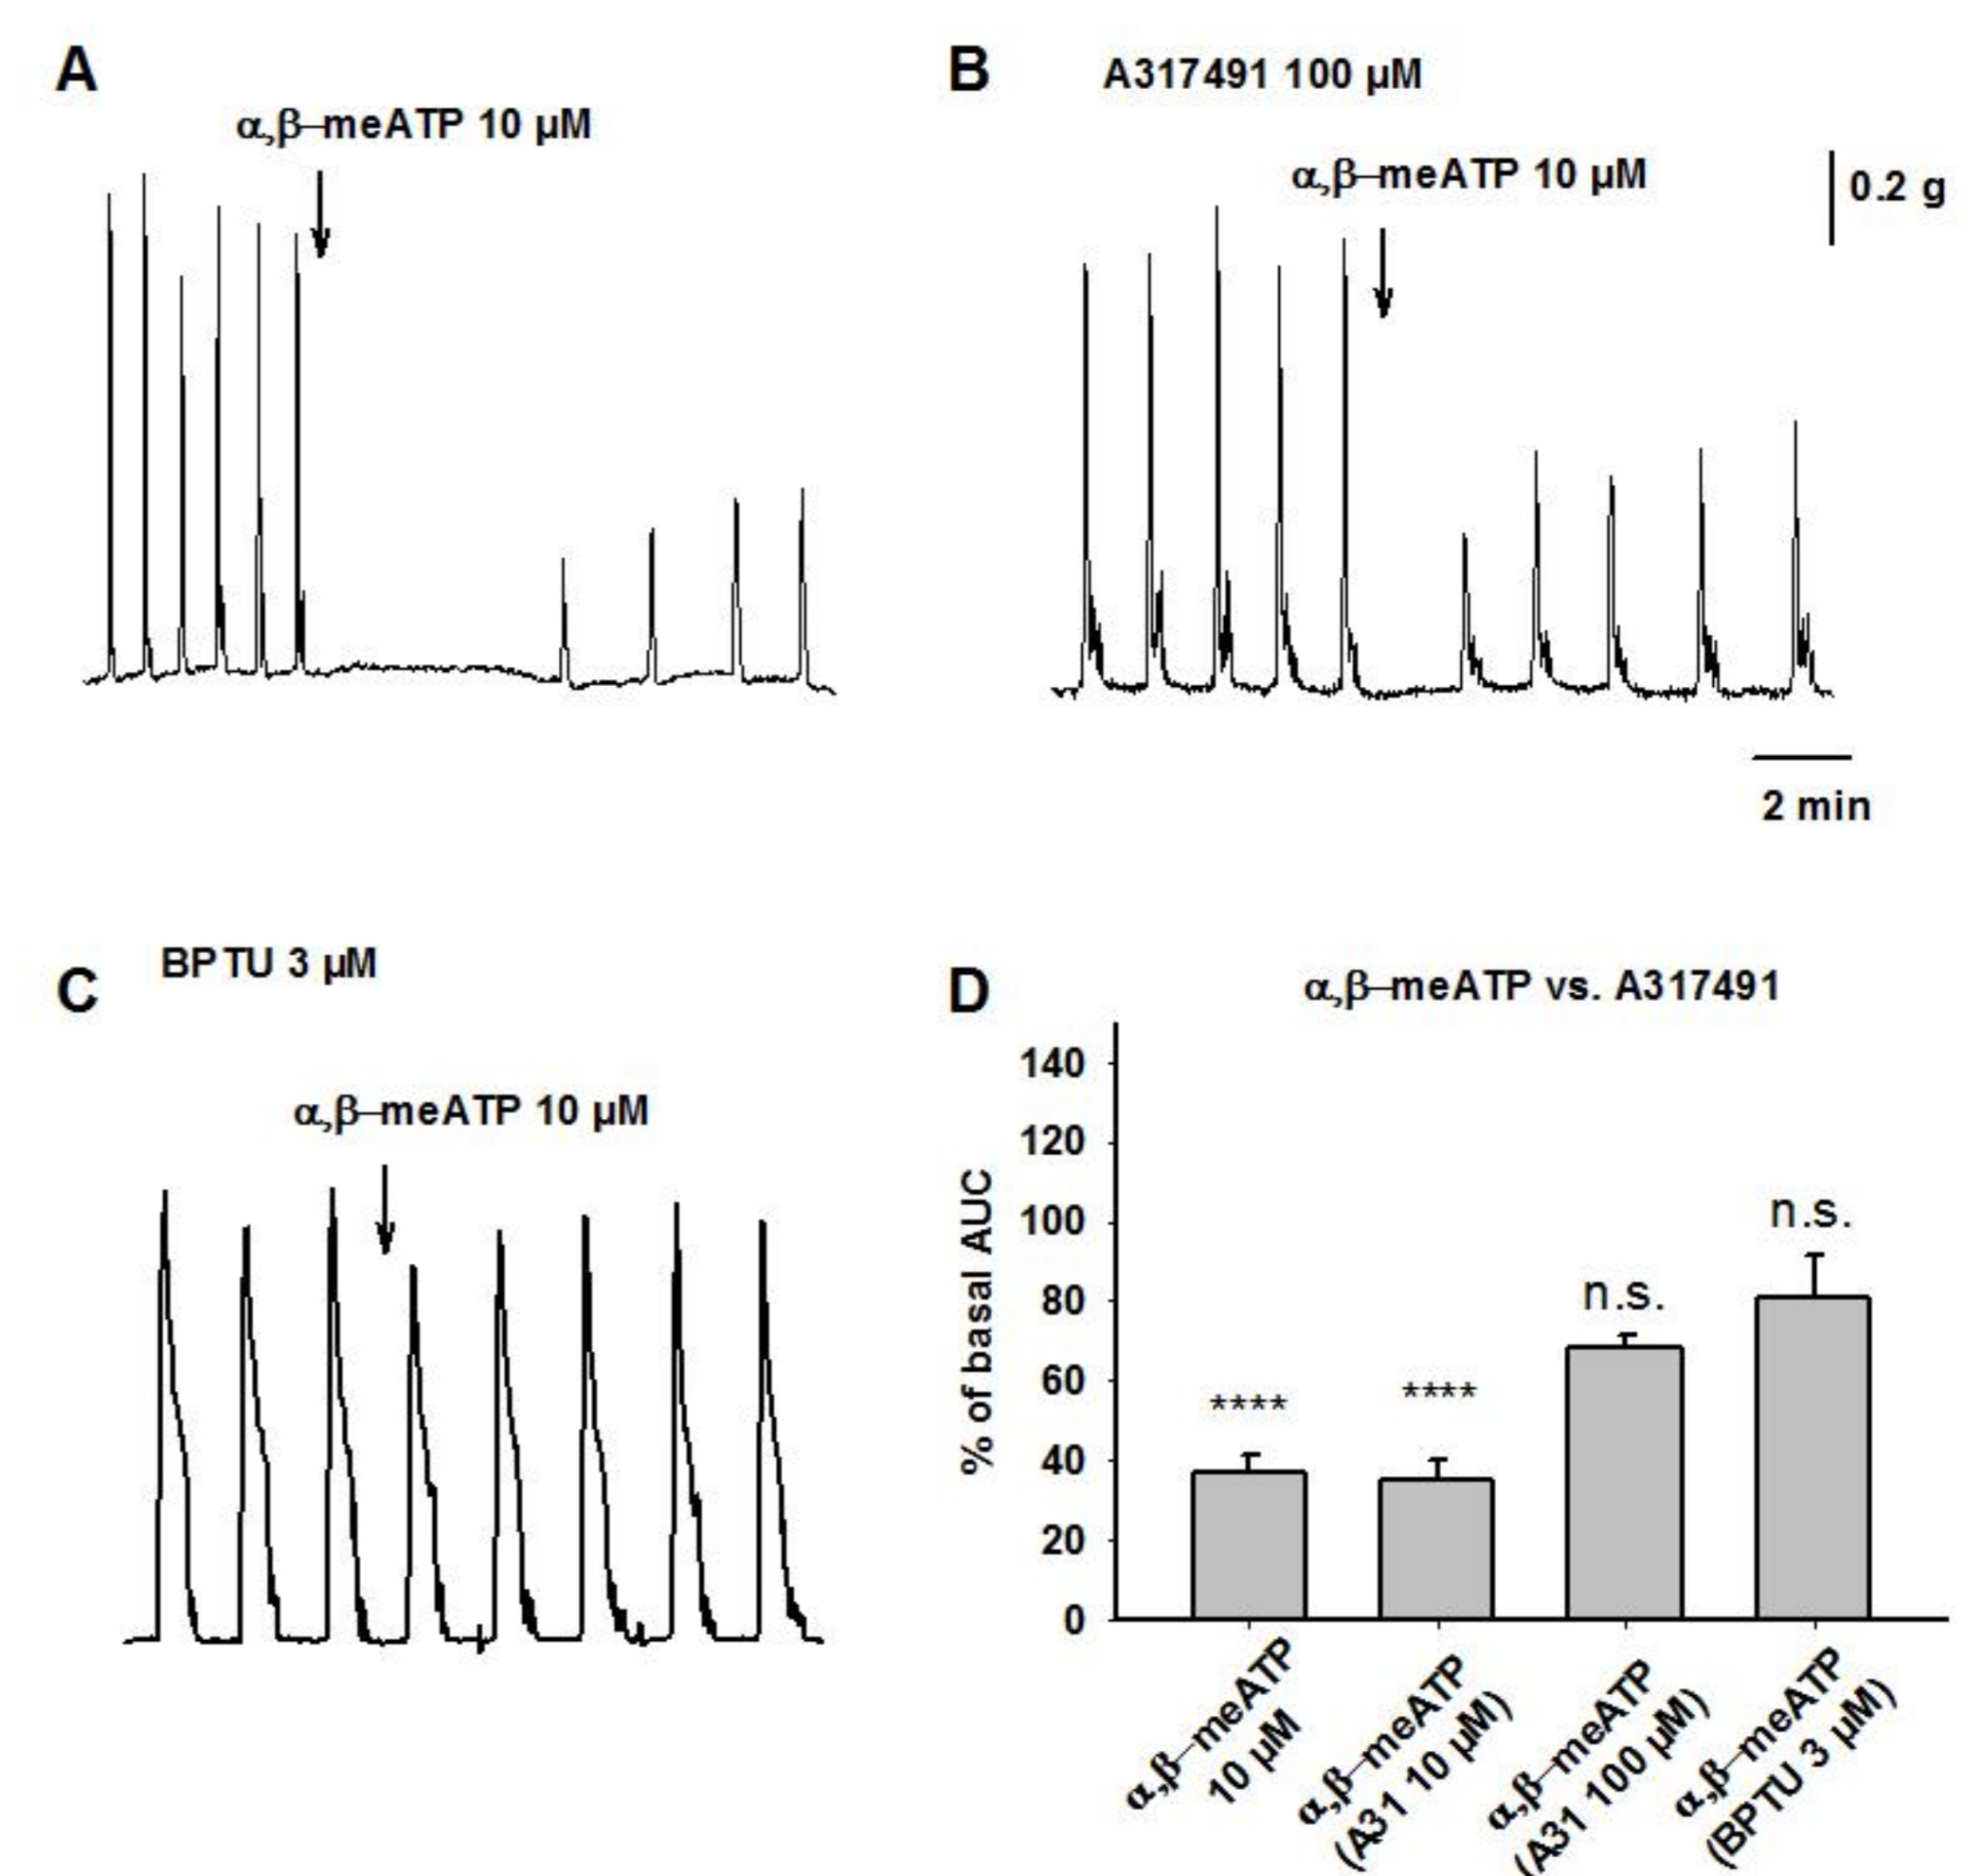 A
α,β–meATP 10 µM
B
A317491 100 µM
α,β–meATP 10 µM
0.2 g
2 min
C
BPTU 3 µM
α,β–meATP 10 µM
D
α,β–meATP vs. A317491
% of basal AUC
140
120
100
80
60
40
20
0
****
****
n.s.
n.s.
α,β–meATP
10 µM
α,β–meATP
(A31 10 µM)
α,β–meATP
(A31 100 µM)
α,β–meATP
(BPTU 3 µM)